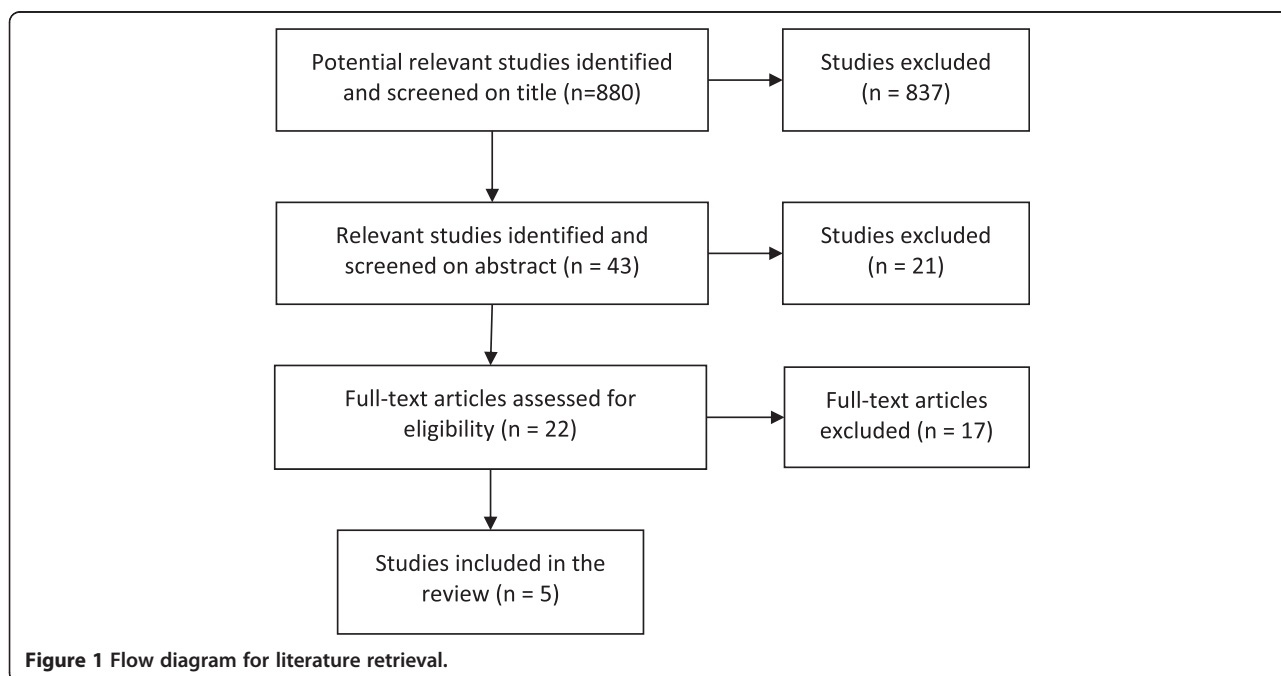 Potential relevant studies identified
and screened on title (n=880)
Studies excluded
(n = 837)
Relevant studies identified and
screened on abstract (n = 43)
Studies excluded
(n = 21)
Full-text articles assessed for
eligibility (n = 22)
Full-text articles
excluded (n = 17)
Studies included in the
review (n = 5)
Figure 1 Flow diagram for literature retrieval.